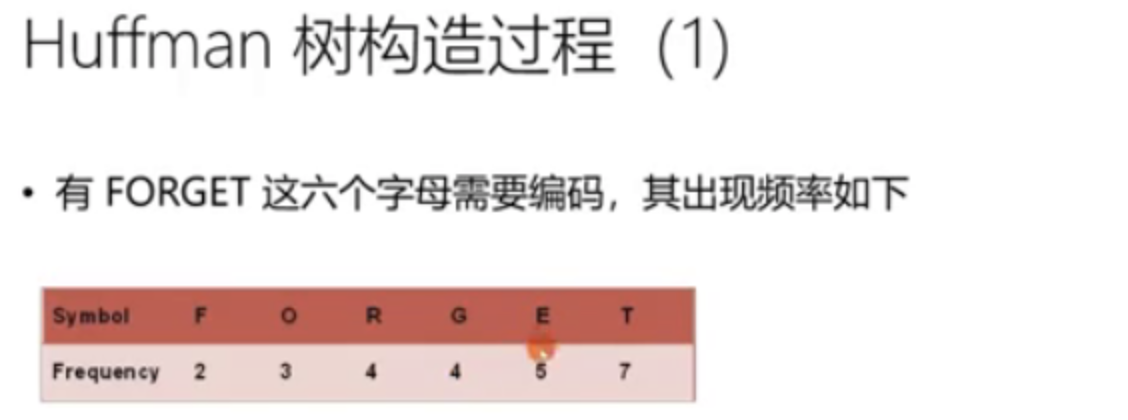 Huffman 树构造过程 (1)
• 有 FORGET 这六个字母需要编码，其出现频率如下
Symbol F O R G E T
Frequency 2 3 4 4 5 7